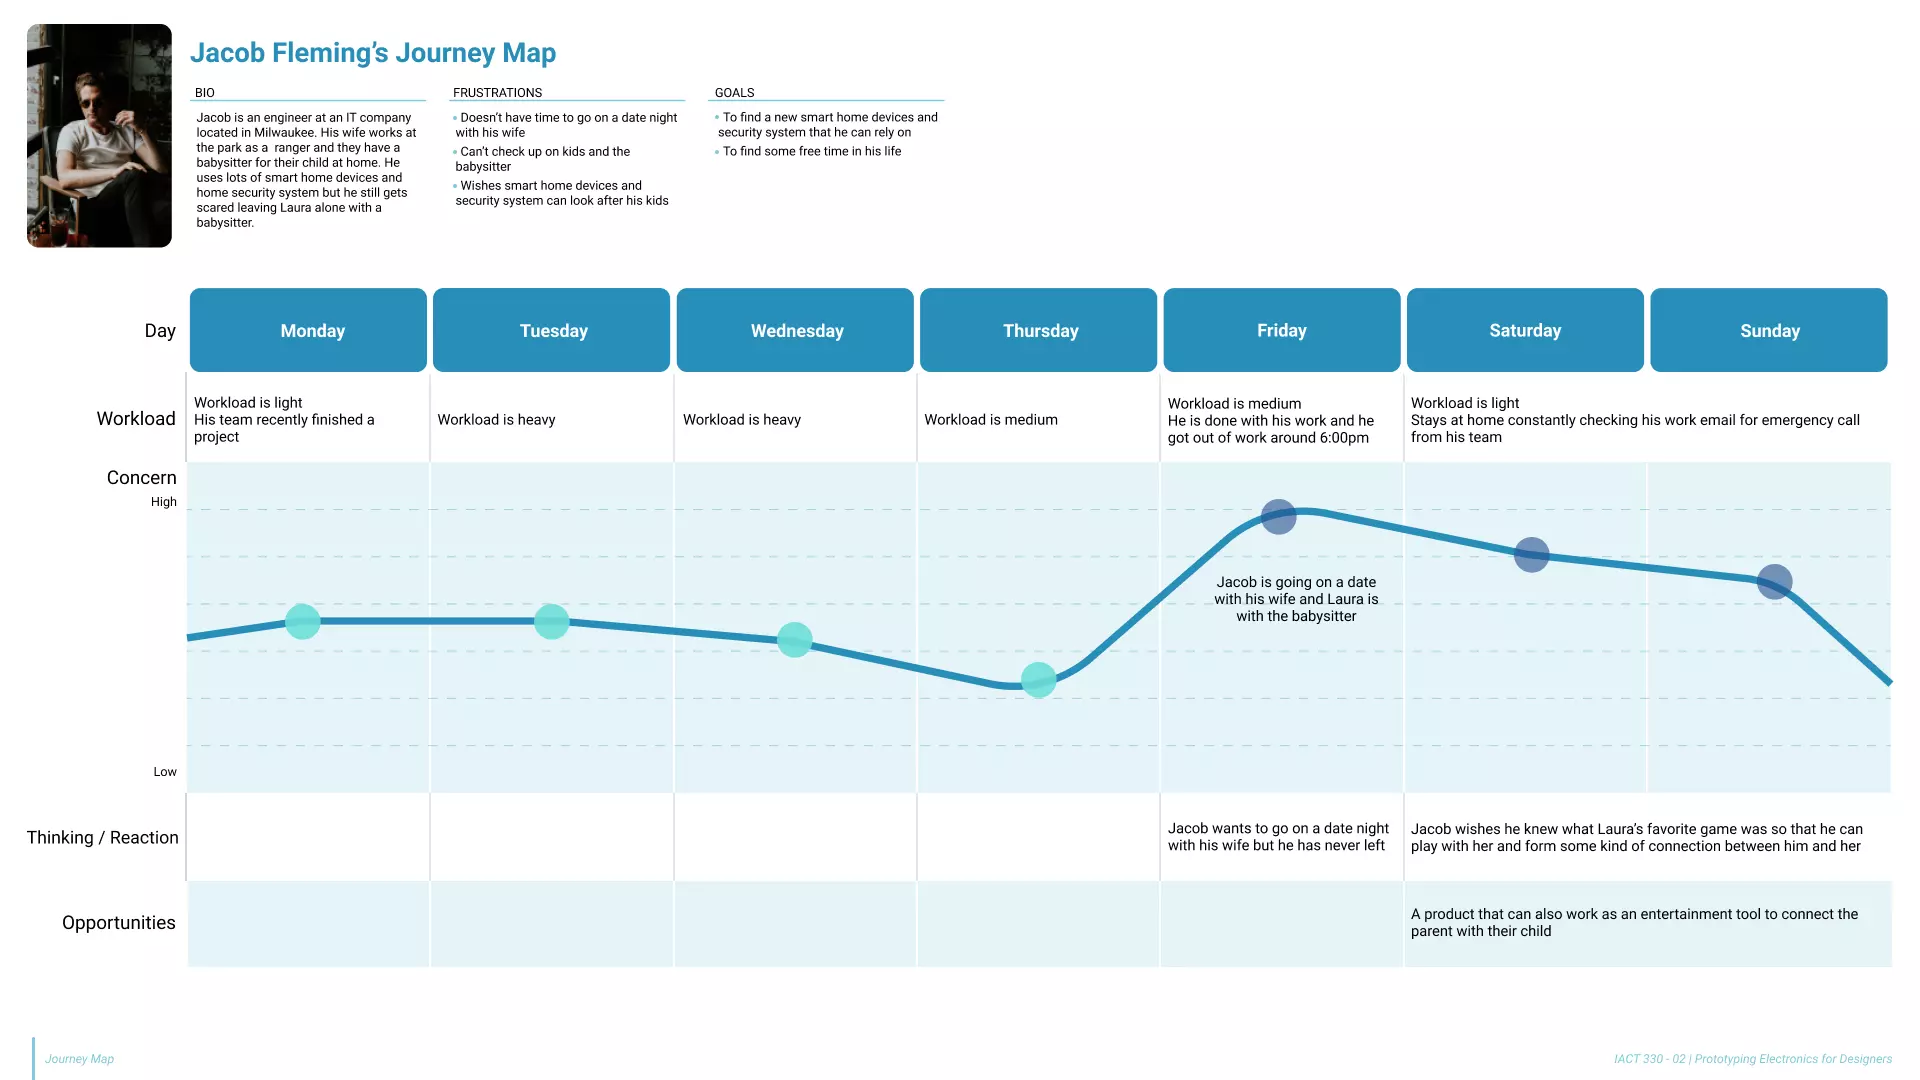 Jacob Fleming’s Journey Map
BIO
Jacob is an engineer at an IT company
located in Milwaukee. His wife works at
the park as a ranger and they have a
babysitter for their child at home. He
uses lots of smart home devices and
home security system but he still gets
scared leaving Laura alone with a
babysitter.
FRUSTRATIONS
• Doesn’t have time to go on a date night
with his wife
• Can’t check up on kids and the
babysitter
• Wishes smart home devices and
security system can look after his kids
GOALS
• To find a new smart home devices and
security system that he can rely on
• To find some free time in his life
Day
Monday
Tuesday
Wednesday
Thursday
Friday
Saturday
Sunday
Workload
Workload is light
His team recently finished a
project
Workload is heavy
Workload is heavy
Workload is medium
Workload is medium
He is done with his work and he
got out of work around 6:00pm
Workload is light
Stays at home constantly checking his work email for emergency call
from his team
Concern
High
Jacob is going on a date
with his wife and Laura is
with the babysitter
Low
Thinking / Reaction
Jacob wants to go on a date night
with his wife but he has never left
Jacob wishes he knew what Laura’s favorite game was so that he can
play with her and form some kind of connection between him and her
Opportunities
A product that can also work as an entertainment tool to connect the
parent with their child
Journey Map
IACT 330 - 02 | Prototyping Electronics for Designers